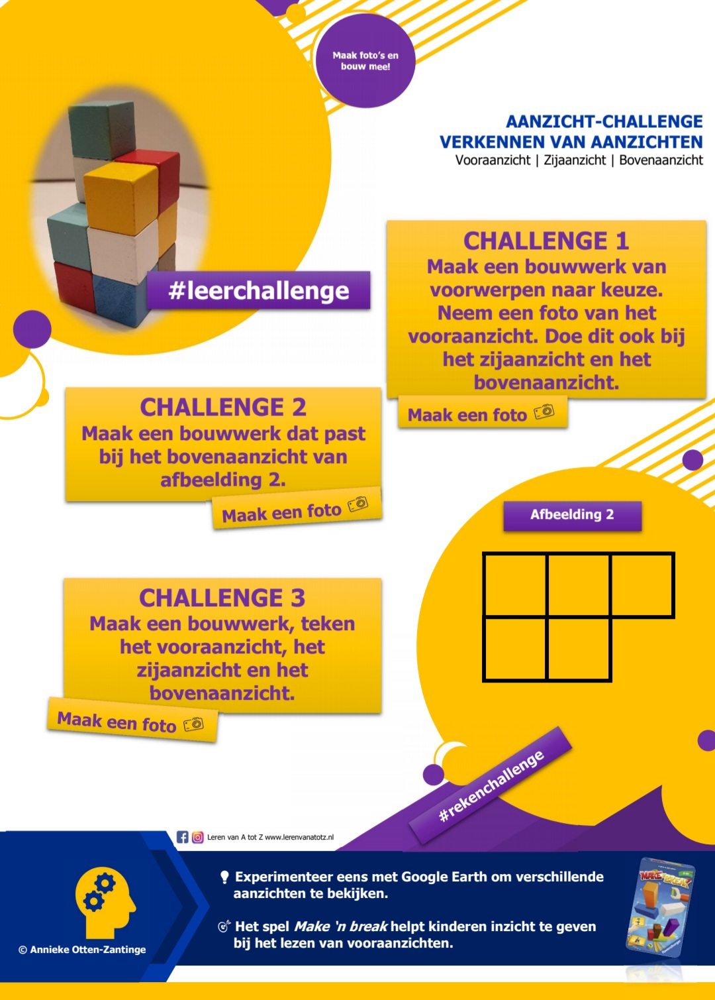 Maak foto's en
bouw mee!
AANZICHT-CHALLENGE
VERKENNEN VAN AANZICHTEN
Vooraanzicht | Zijaanzicht | Bovenaanzicht
#leerchallenge
CHALLENGE 1
Maak een bouwwerk van
voorwerpen naar keuze.
Neem een foto van het
vooraanzicht. Doe dit ook bij
het zijaanzicht en het
bovenaanzicht.
Maak een foto
CHALLENGE 2
Maak een bouwwerk dat past
bij het bovenaanzicht van
afbeelding 2.
Maak een foto
Afbeelding 2
CHALLENGE 3
Maak een bouwwerk, teken
het vooraanzicht, het
zijaanzicht en het
bovenaanzicht.
Maak een foto
#rekenchallenge
Leren van A tot Z www.lerenvanatotz.nl
Experimenteer eens met Google Earth om verschillende
aanzichten te bekijken.
Het spel Make 'n break helpt kinderen inzicht te geven
bij het lezen van vooraanzichten.
© Annieke Otten-Zantinge
MAKE 'N BREAK